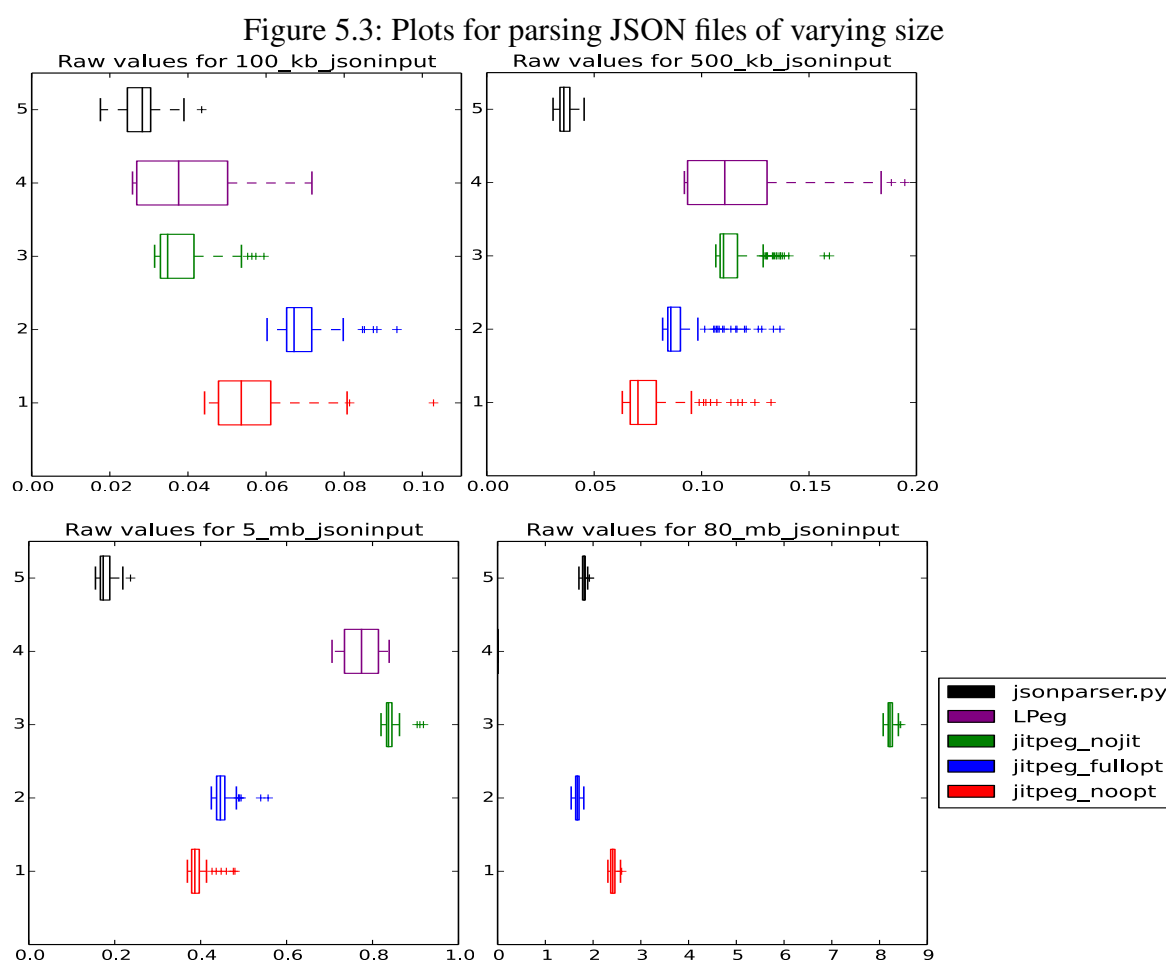 Figure 5.3: Plots for parsing JSON files of varying size
Raw values for 100_kb_jsoninput
5
4
3
2
1
0.00 0.02 0.04 0.06 0.08 0.10
Raw values for 500_kb_jsoninput
5
4
3
2
1
0.00 0.05 0.10 0.15 0.20
Raw values for 5_mb_jsoninput
5
4
3
2
1
0.0 0.2 0.4 0.6 0.8 1.0
Raw values for 80_mb_jsoninput
5
4
3
2
1
0 1 2 3 4 5 6 7 8 9
jsonparser.py
LPeg
jitpeg_nojit
jitpeg_fullopt
jitpeg_noopt